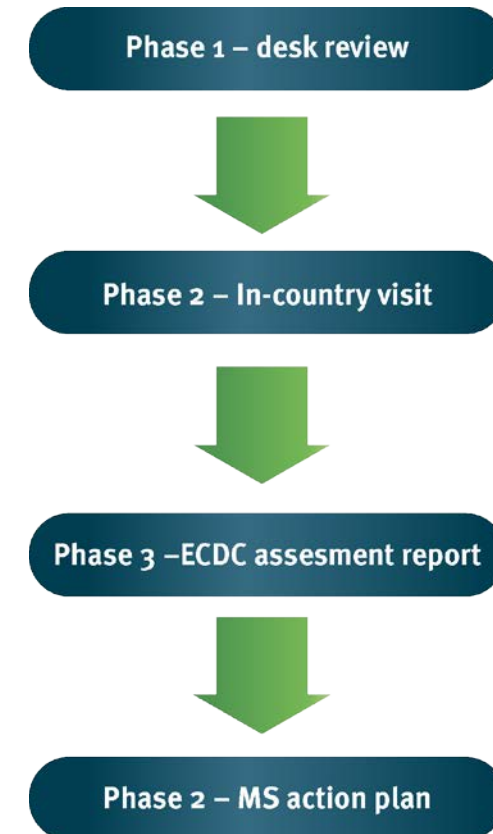 Phase 1 – desk review
Phase 2 – In-country visit
Phase 3 –ECDC assesment report
Phase 2 – MS action plan